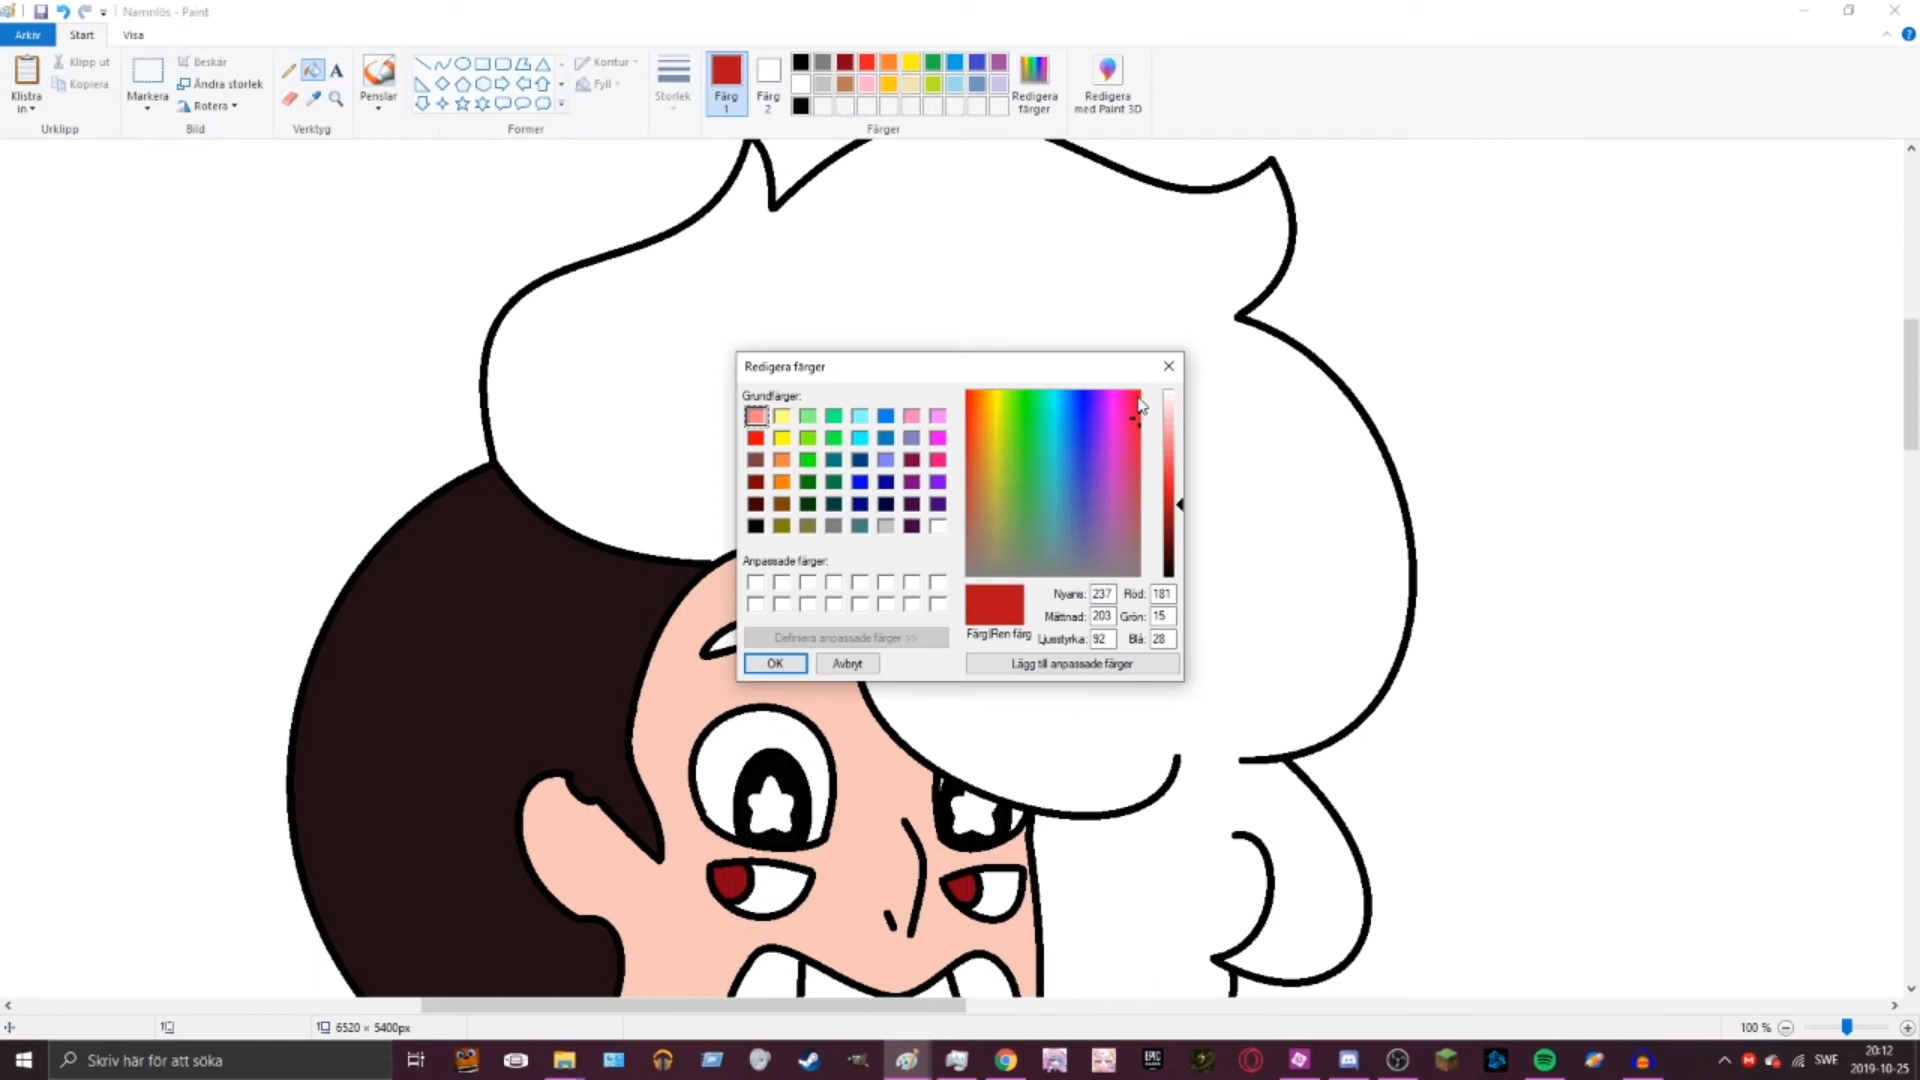 Namnlös - Paint
Arkiv Start Visa
Klistra in
Klipp ut
Kopiera
Urklipp
Markera
Beskär
Ändra storlek
Rotera
Bild
A
Verktyg
Penslar
Former
Kontur
Fyll
Storlek
Färg 1
Färg 2
Färger
Redigera färger
Redigera med Paint 3D
Redigera färger
Grundfärger:
Anpassade färger:
Definiera anpassade färger >>
OK Avbryt
Färg|Ren färg
Nyans: 237 Röd: 181
Mättnad: 203 Grön: 15
Ljusstyrka: 92 Blå: 28
Lägg till anpassade färger
6520 × 5400px
100 %
Skriv här för att söka
EPIC
SWE
20:12
2019-10-25